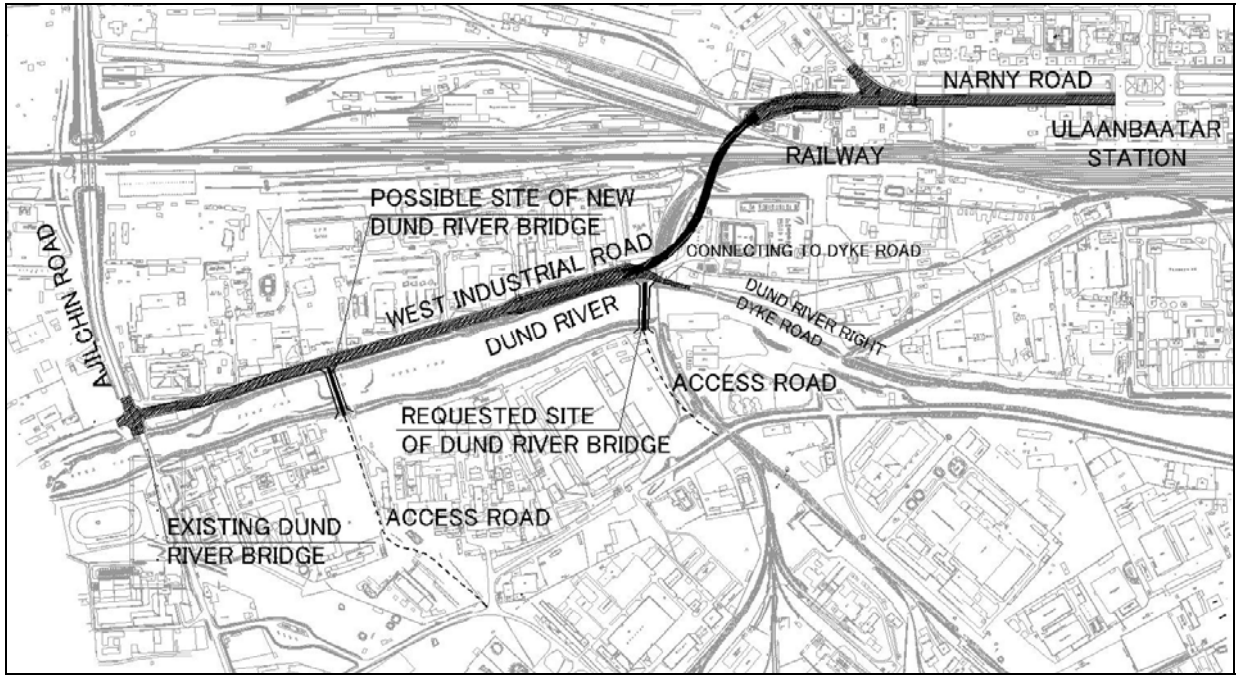 NARNY ROAD
ULAANBAATAR
STATION
RAILWAY
POSSIBLE SITE OF NEW
DUND RIVER BRIDGE
AJILCHIN ROAD
WEST INDUSTRIAL ROAD
CONNECTING TO DYKE ROAD
DUND RIVER
DUND RIVER RIGHT
DYKE ROAD
ACCESS ROAD
REQUESTED SITE
OF DUND RIVER BRIDGE
ACCESS ROAD
EXISTING DUND
RIVER BRIDGE